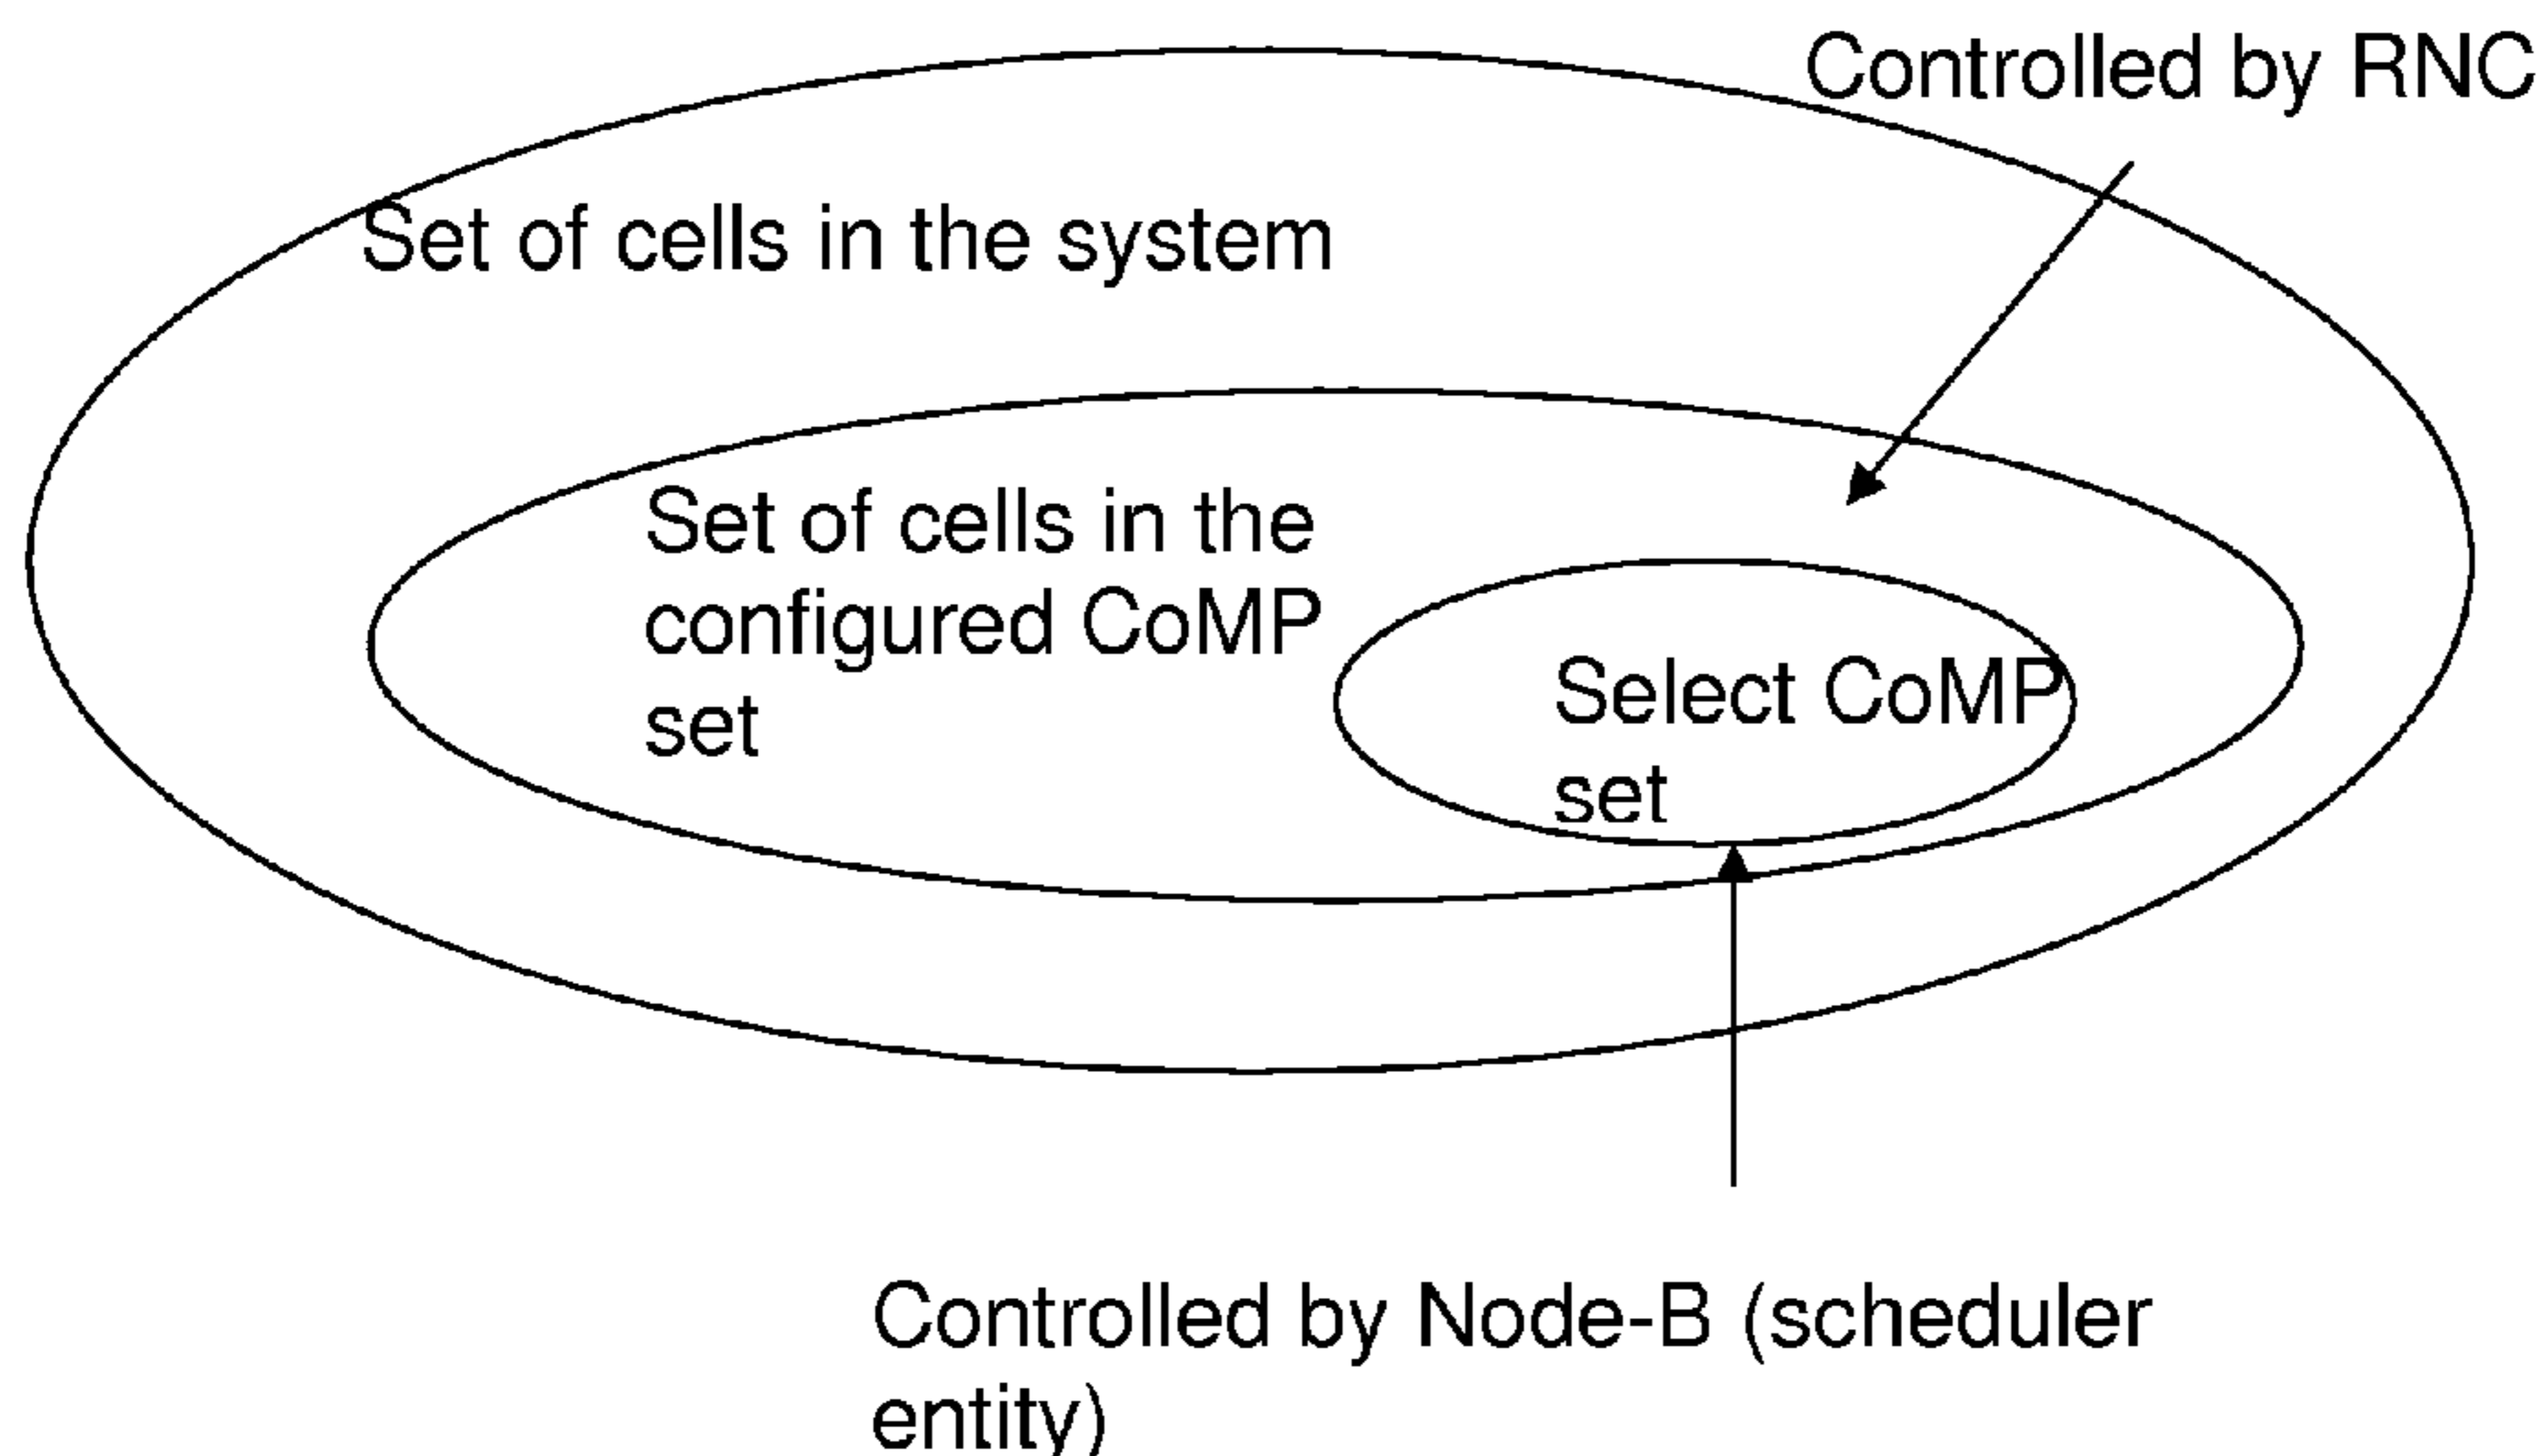 Controlled by RNC
Set of cells in the system
Set of cells in the
configured CoMP
set
Select CoMP
set
Controlled by Node-B (scheduler
entity)